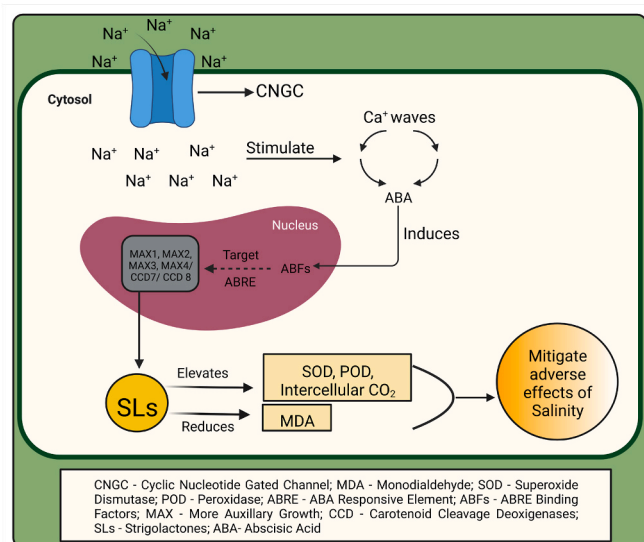 Na⁺
Na⁺ Na⁺
Na⁺ Na⁺
Cytosol
CNGC
Ca⁺ waves
Na⁺ Na⁺ Na⁺
Stimulate
Na⁺ Na⁺ Na⁺
ABA
Induces
Nucleus
MAX1, MAX2,
MAX3, MAX4/
CCD7/ CCD 8
Target
ABRE
ABFs
SLs
Elevates
Reduces
SOD, POD,
Intercellular CO₂
MDA
Mitigate
adverse
effects of
Salinity
CNGC - Cyclic Nucleotide Gated Channel; MDA - Monodialdehyde; SOD - Superoxide
Dismutase; POD - Peroxidase; ABRE - ABA Responsive Element; ABFs - ABRE Binding
Factors; MAX - More Auxillary Growth; CCD - Carotenoid Cleavage Deoxigenases;
SLs - Strigolactones; ABA- Abscisic Acid